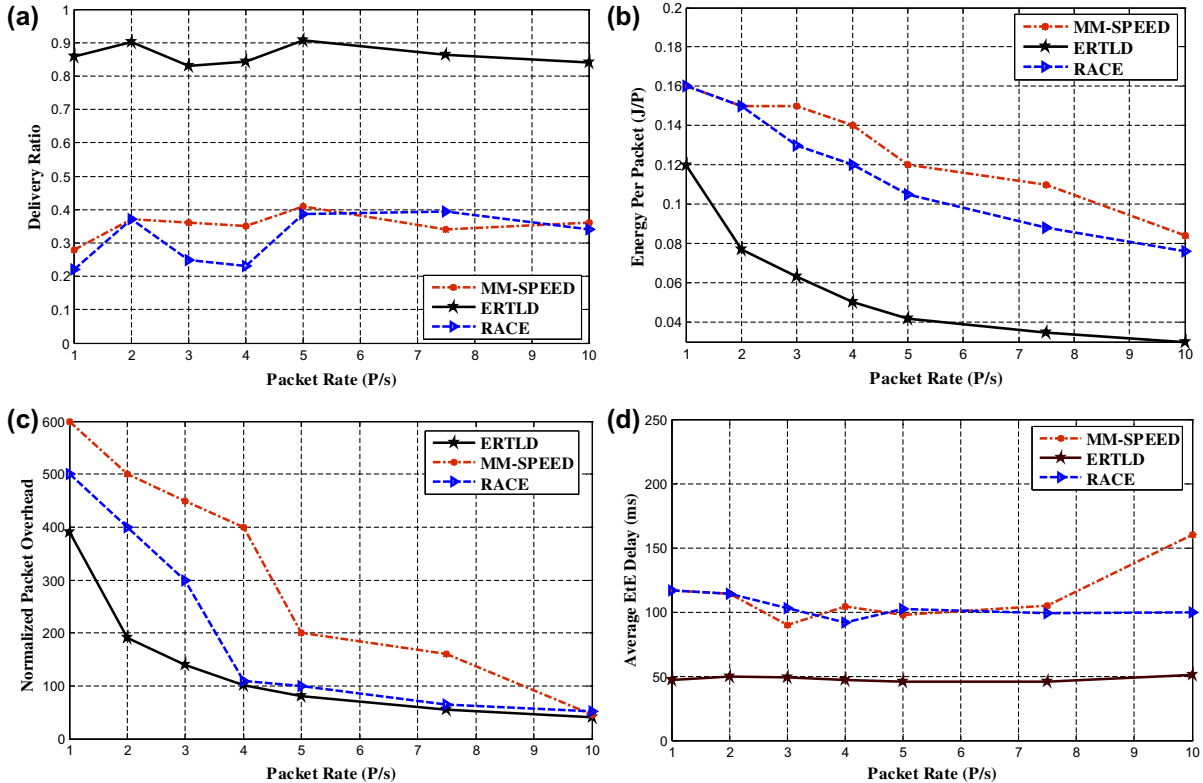 (a)
1
0.9
0.8
0.7
0.6
0.5
0.4
0.3
0.2
0.1
0
Delivery Ratio
MM-SPEED
ERTLD
RACE
1 2 3 4 5 6 7 8 9 10
Packet Rate (P/s)
(b)
0.2
0.18
0.16
0.14
0.12
0.1
0.08
0.06
0.04
Energy Per Packet (J/P)
MM-SPEED
ERTLD
RACE
1 2 3 4 5 6 7 8 9 10
Packet Rate (P/s)
(c)
600
500
400
300
200
100
0
Normalized Packet Overhead
ERTLD
MM-SPEED
RACE
1 2 3 4 5 6 7 8 9 10
Packet Rate (P/s)
(d)
250
200
150
100
50
0
Average EtE Delay (ms)
MM-SPEED
ERTLD
RACE
1 2 3 4 5 6 7 8 9 10
Packet Rate (P/s)